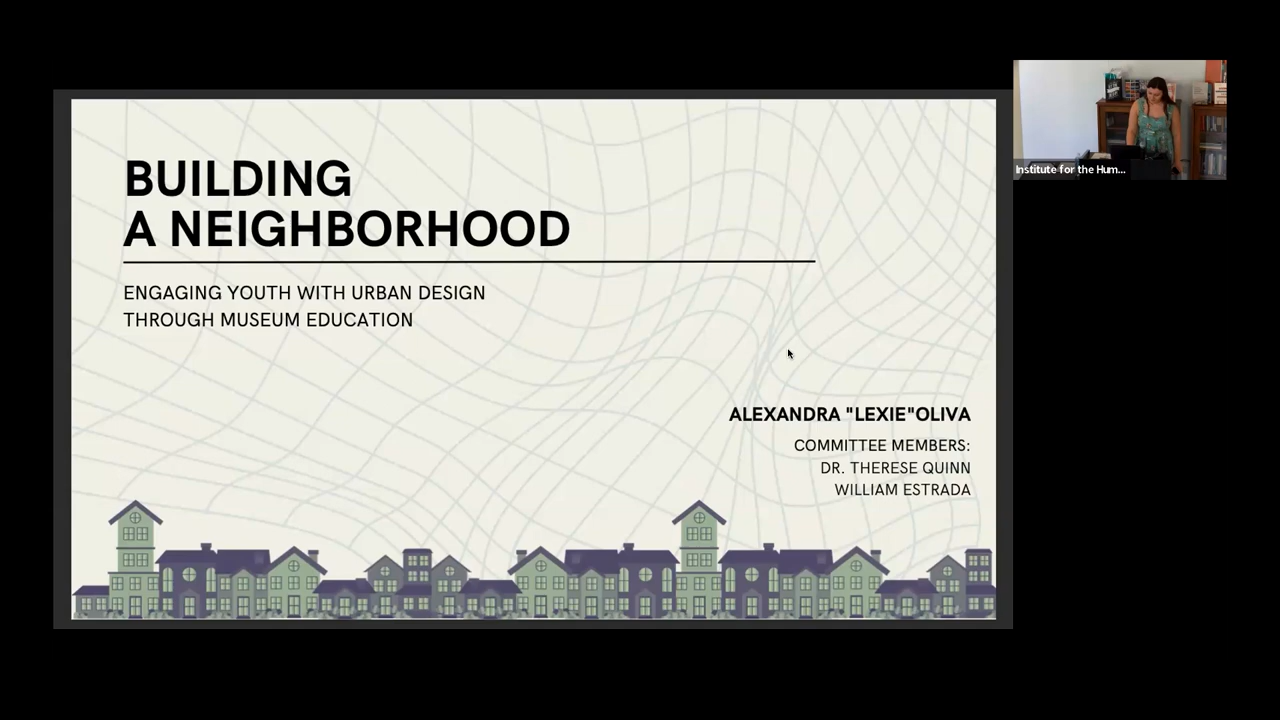 BUILDING
A NEIGHBORHOOD
ENGAGING YOUTH WITH URBAN DESIGN
THROUGH MUSEUM EDUCATION
ALEXANDRA "LEXIE"OLIVA
COMMITTEE MEMBERS:
DR. THERESE QUINN
WILLIAM ESTRADA
Institute for the Hum...